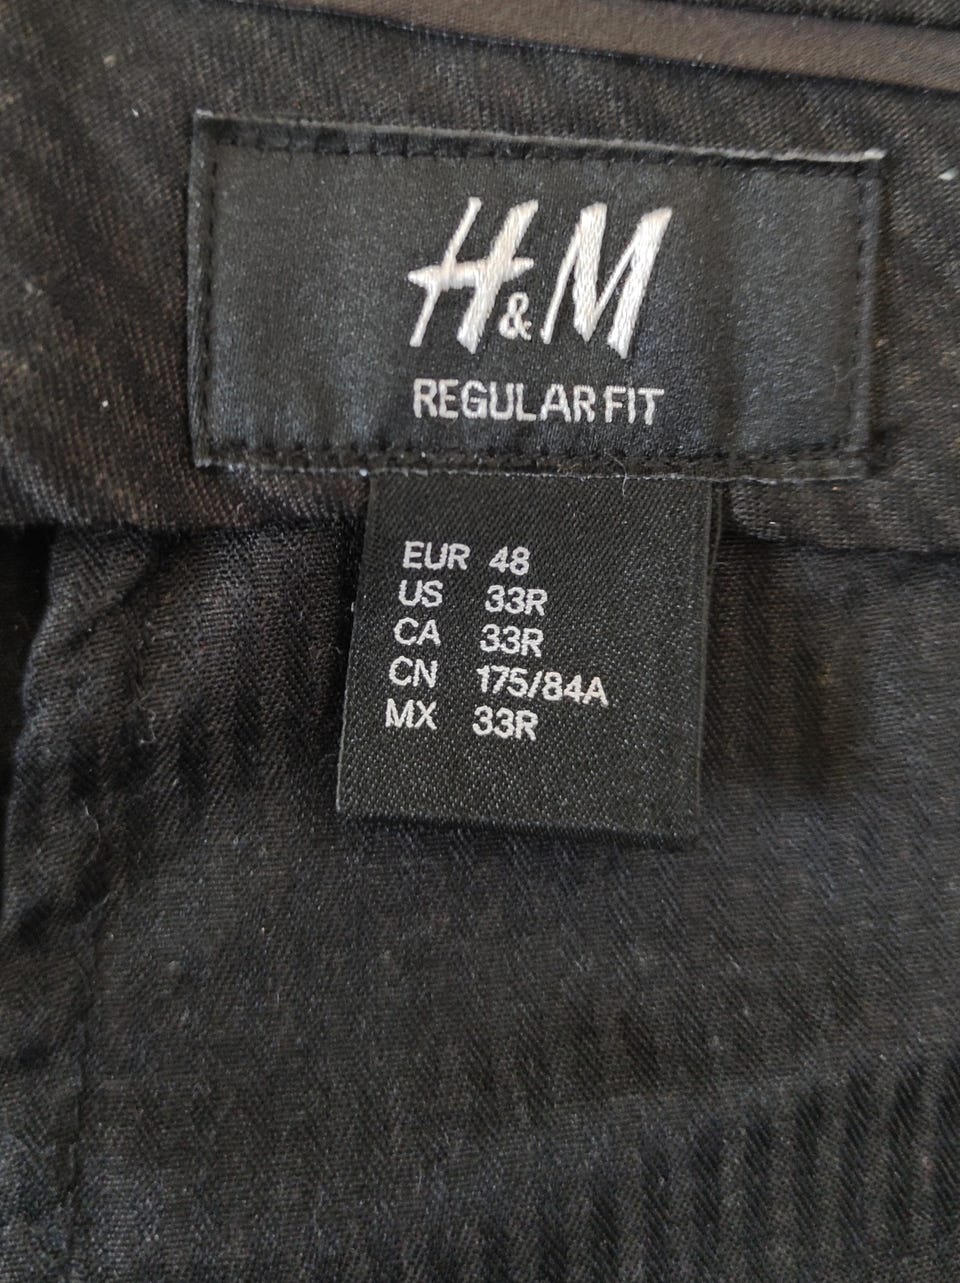 H&M
REGULAR FIT
EUR 48
US 33R
CA 33R
CN 175/84A
MX 33R